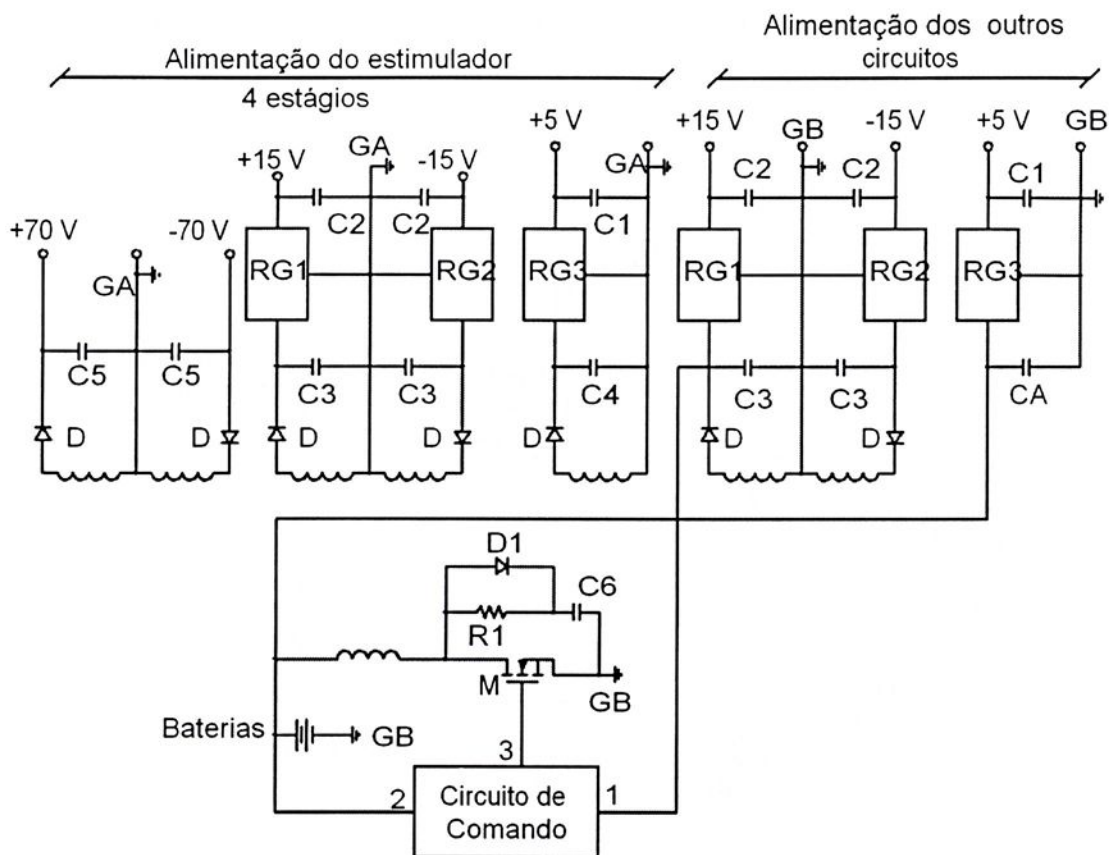 Alimentação do estimulador
4 estágios
Alimentação dos outros
circuitos
+70 V
-70 V
GA
C5
C5
D
D
+15 V
GA
-15 V
C2
C2
RG1
RG2
C3
C3
D
D
+5 V
GA
C1
RG3
C4
D
+15 V
GB
-15 V
C2
C2
RG1
RG2
C3
C3
D
D
+5 V
GB
C1
RG3
CA
D1
C6
R1
M
GB
Baterias
GB
3
2
Circuito de
Comando
1